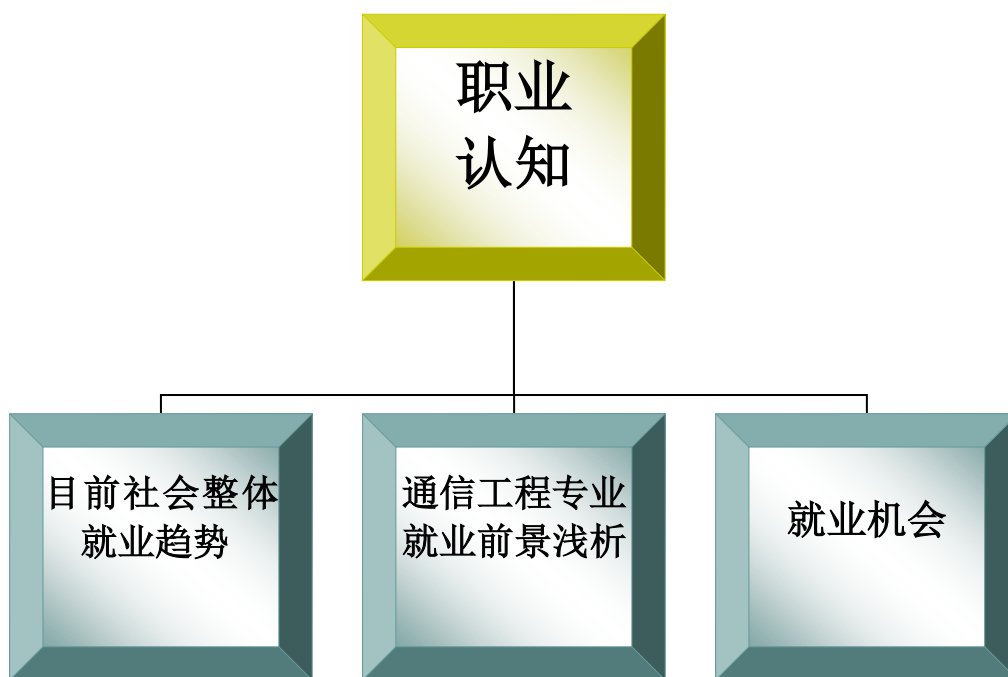 职业
认知
目前社会整体
就业趋势
通信工程专业
就业前景浅析
就业机会